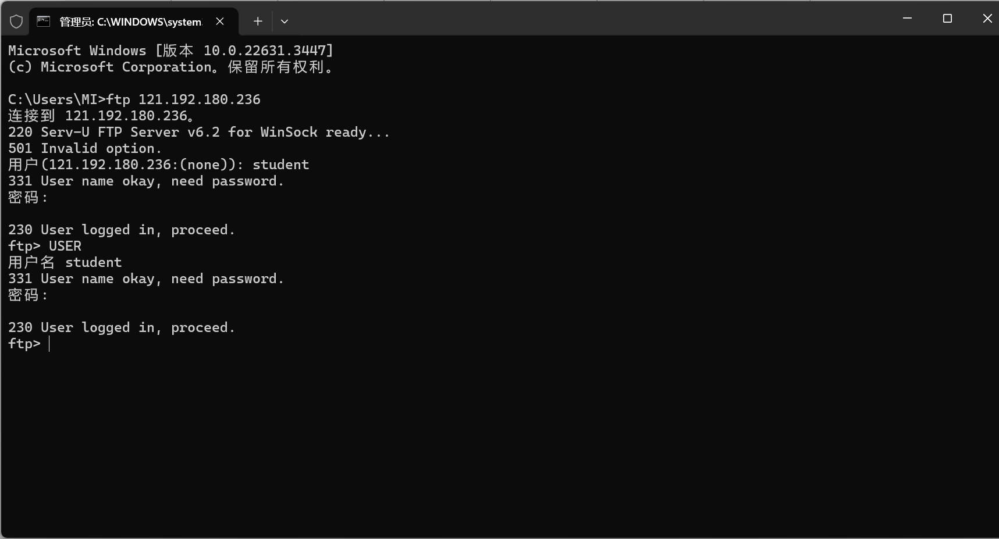 管理员: C:\WINDOWS\system
Microsoft Windows [版本 10.0.22631.3447]
(c) Microsoft Corporation。保留所有权利。
C:\Users\MI>ftp 121.192.180.236
连接到 121.192.180.236。
220 Serv-U FTP Server v6.2 for WinSock ready...
501 Invalid option.
用户(121.192.180.236:(none)): student
331 User name okay, need password.
密码:
230 User logged in, proceed.
ftp> USER
用户名 student
331 User name okay, need password.
密码:
230 User logged in, proceed.
ftp>